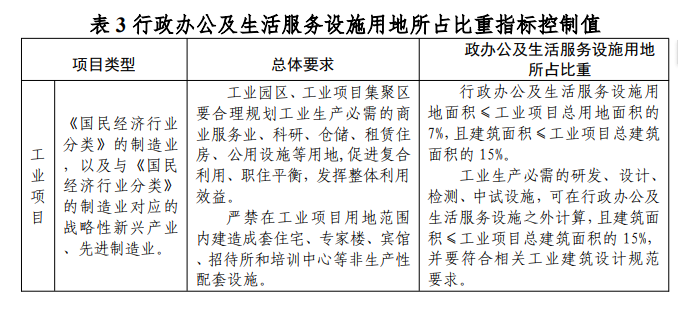 表 3 行政办公及生活服务设施用地所占比重指标控制值
项目类型
总体要求
政办公及生活服务设施用地
所占比重
工
业
项
目
《国民经济行业
分类》的制造业
，以及与《国民
经济行业分类》
的制造业对应的
战略性新兴产业
、先进制造业。
工业园区、工业项目集聚区
要合理规划工业生产必需的商
业服务业、科研、仓储、租赁住
房、公用设施等用地,促进复合
利用、职住平衡，发挥整体利用
效益。
严禁在工业项目用地范围
内建造成套住宅、专家楼、宾馆
、招待所和培训中心等非生产性
配套设施。
行政办公及生活服务设施用
地面积≤工业项目总用地面积的
7%,且建筑面积≤工业项目总建筑
面积的 15%。
工业生产必需的研发、设计、
检测、中试设施，可在行政办公及
生活服务设施之外计算，且建筑面
积≤工业项目总建筑面积的 15%，
并要符合相关工业建筑设计规范
要求。